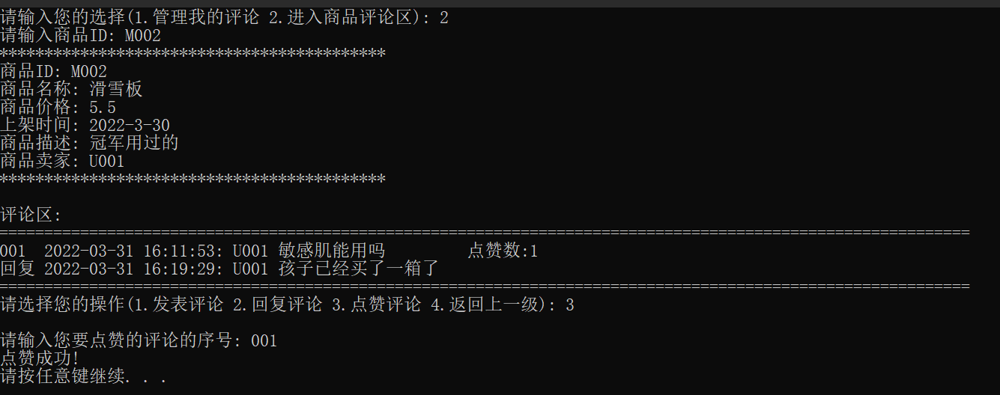 请输入您的选择(1.管理我的评论 2.进入商品评论区): 2
请输入商品ID: M002
*******************************************
商品ID: M002
商品名称: 滑雪板
商品价格: 5.5
上架时间: 2022-3-30
商品描述: 冠军用过的
商品卖家: U001
*******************************************
评论区:
============================================================================================================
001  2022-03-31 16:11:53: U001 敏感肌能用吗         点赞数:1
回复 2022-03-31 16:19:29: U001 孩子已经买了一箱了
============================================================================================================
请选择您的操作(1.发表评论 2.回复评论 3.点赞评论 4.返回上一级): 3
请输入您要点赞的评论的序号: 001
点赞成功!
请按任意键继续. . .